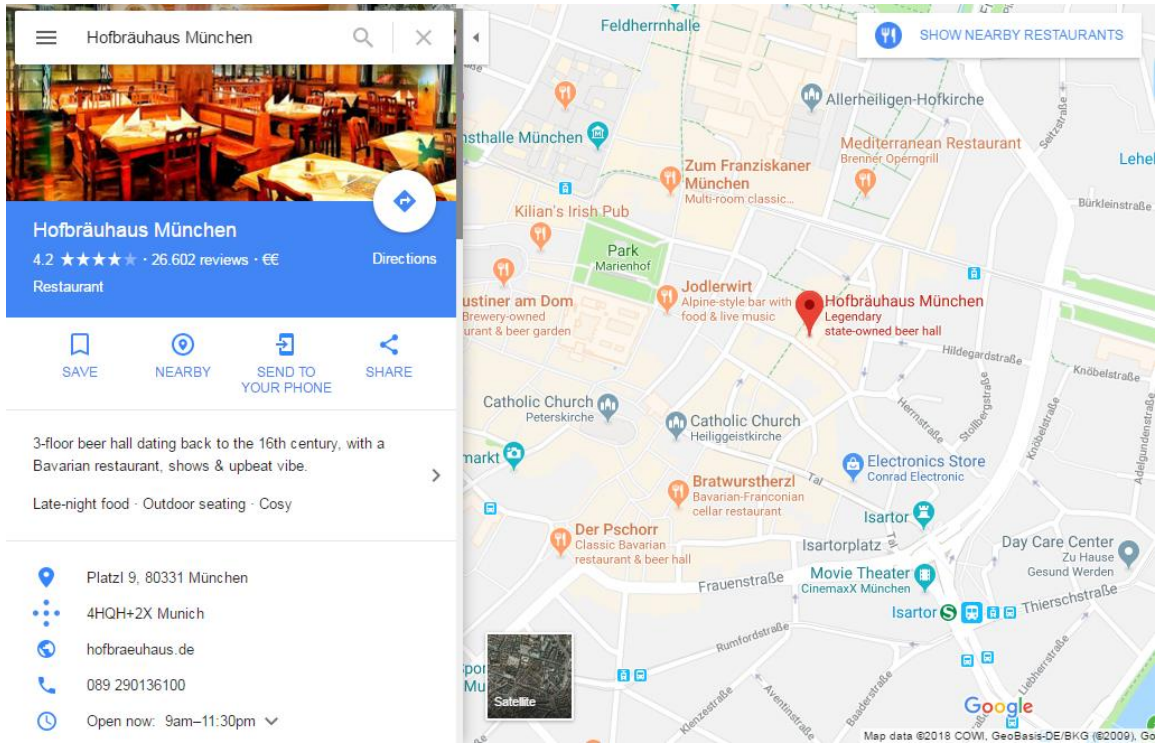 Hofbräuhaus München
Hofbräuhaus München
4.2 ★★★★★ · 26.602 reviews · €€
Directions
Restaurant
SAVE
NEARBY
SEND TO
YOUR PHONE
SHARE
3-floor beer hall dating back to the 16th century, with a
Bavarian restaurant, shows & upbeat vibe.
Late-night food · Outdoor seating · Cosy
Platzl 9, 80331 München
4HQH+2X Munich
hofbraeuhaus.de
089 290136100
Open now: 9am–11:30pm
SHOW NEARBY RESTAURANTS
Feldherrnhalle
Allerheiligen-Hofkirche
Seitzstraße
nsthalle München
Mediterranean Restaurant
Brenner Operngrill
Lehel
Zum Franziskaner
München
Multi-room classic...
Bürkleinstraße
Kilian's Irish Pub
Park
Marienhof
ustiner am Dom
Brewery-owned
urant & beer garden
Jodlerwirt
Alpine-style bar with
food & live music
Hofbräuhaus München
Legendary
state-owned beer hall
Hildegardstraße
Knöbelstraße
Catholic Church
Peterskirche
Catholic Church
Heiliggeistkirche
Herrnstraße
Stollbergstraße
Knöbelstraße
Adelgundenstraße
markt
Tal
Electronics Store
Conrad Electronic
Bratwurstherzl
Bavarian-Franconian
cellar restaurant
Isartor
Tal
Der Pschorr
Classic Bavarian
restaurant & beer hall
Isartorplatz
Day Care Center
Zu Hause
Gesund Werden
Frauenstraße
Movie Theater
CinemaxX München
Isartor
S
Thierschstraße
Rumfordstraße
Satellite
Klenzestraße
Aventinstraße
Baaderstraße
Liebherrstraße
Google
Map data ©2018 COWI, GeoBasis-DE/BKG (©2009), Go